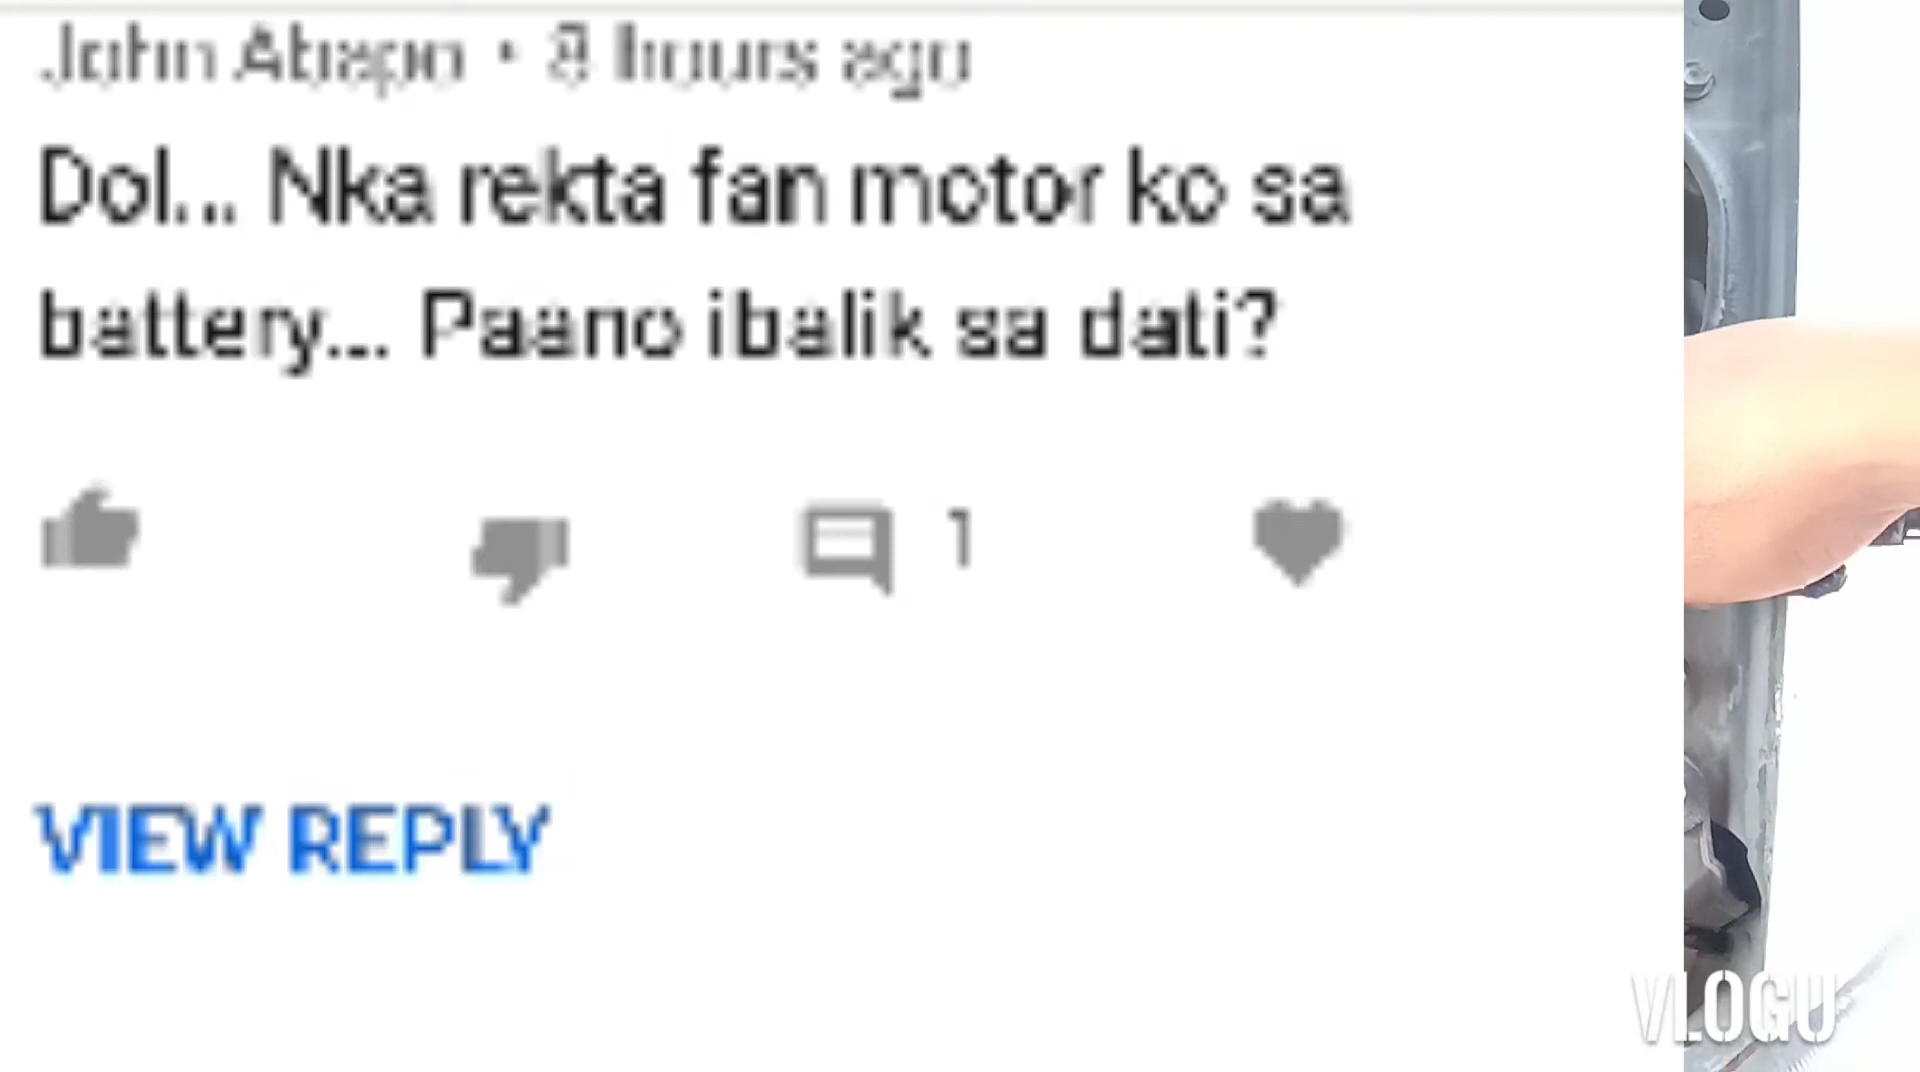 John Abapo • 8 hours ago
Dol... Nka rekta fan motor ko sa
battery... Paano ibalik sa dati?
1
VIEW REPLY
VLOGU